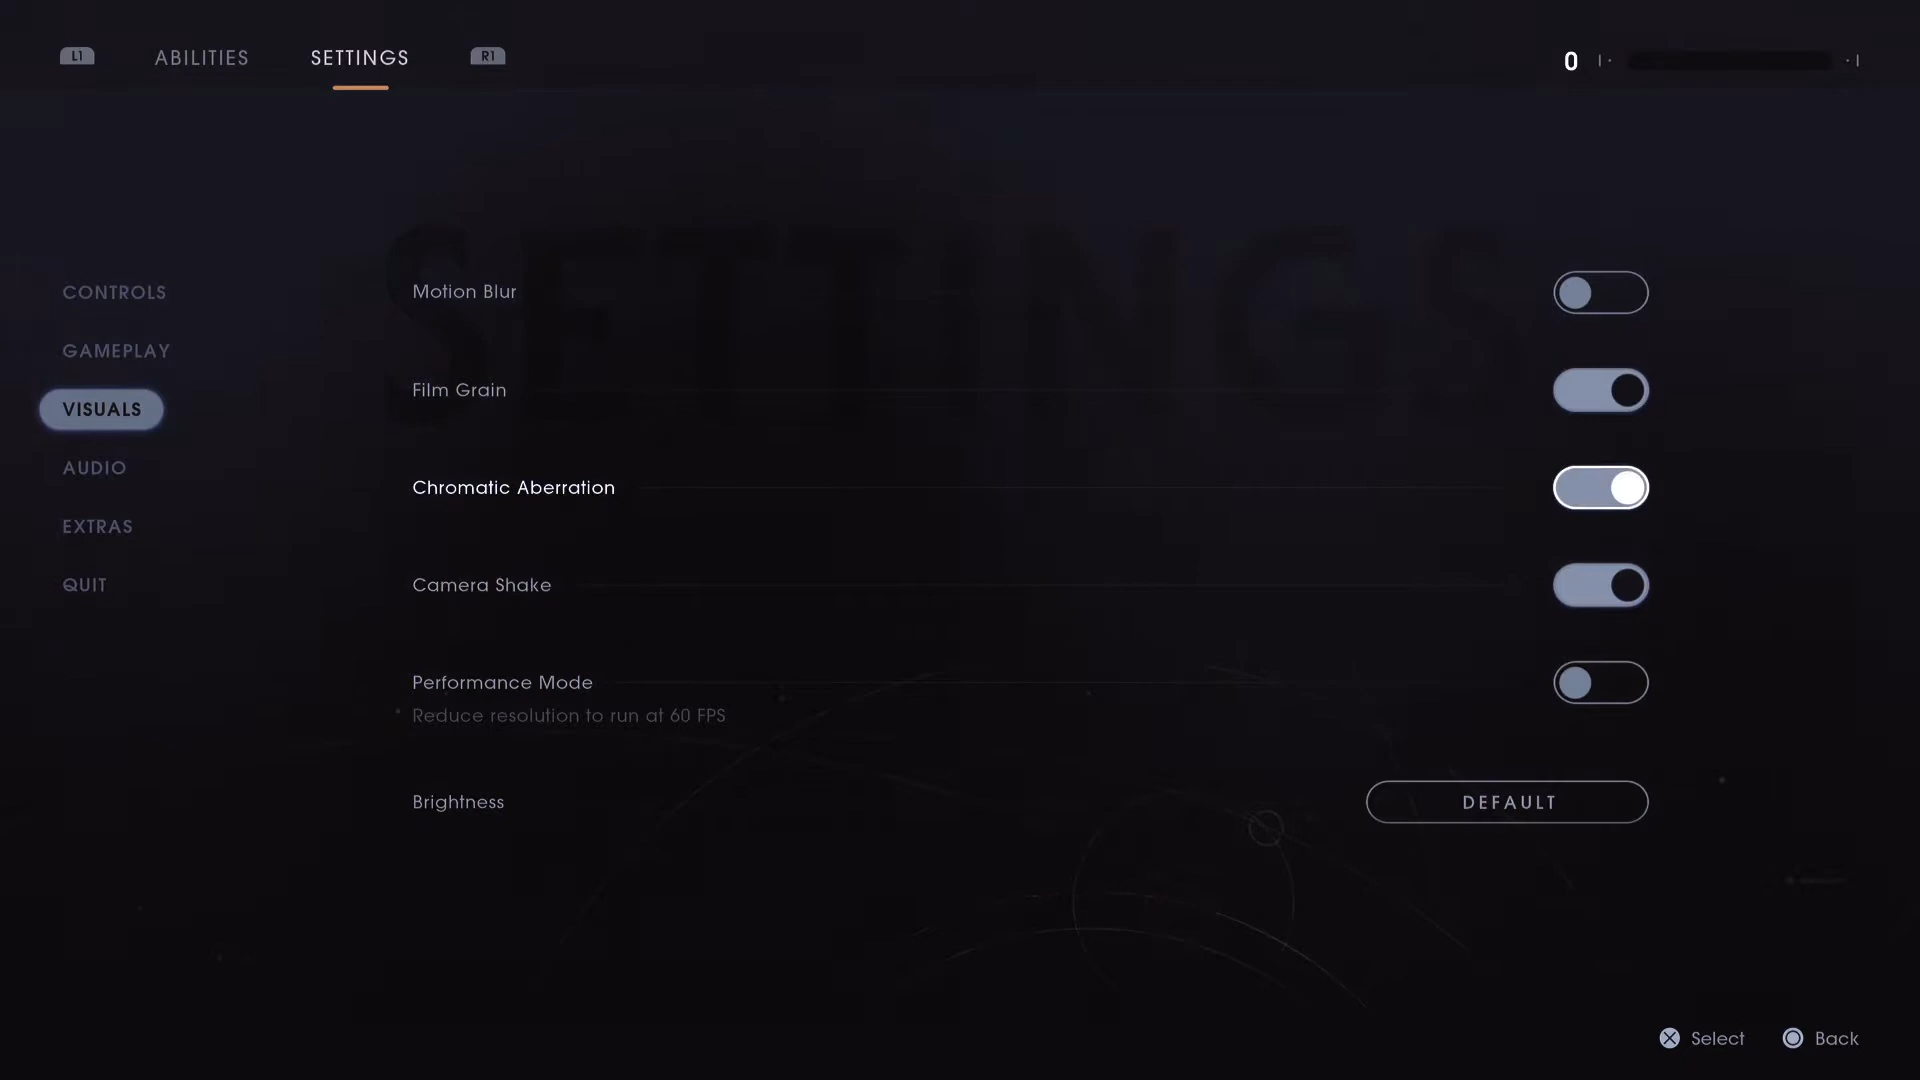 L1 ABILITIES SETTINGS R1 0
SETTINGS
CONTROLS
GAMEPLAY
VISUALS
AUDIO
EXTRAS
QUIT
Motion Blur
Film Grain
Chromatic Aberration
Camera Shake
Performance Mode
Reduce resolution to run at 60 FPS
Brightness DEFAULT
Select Back